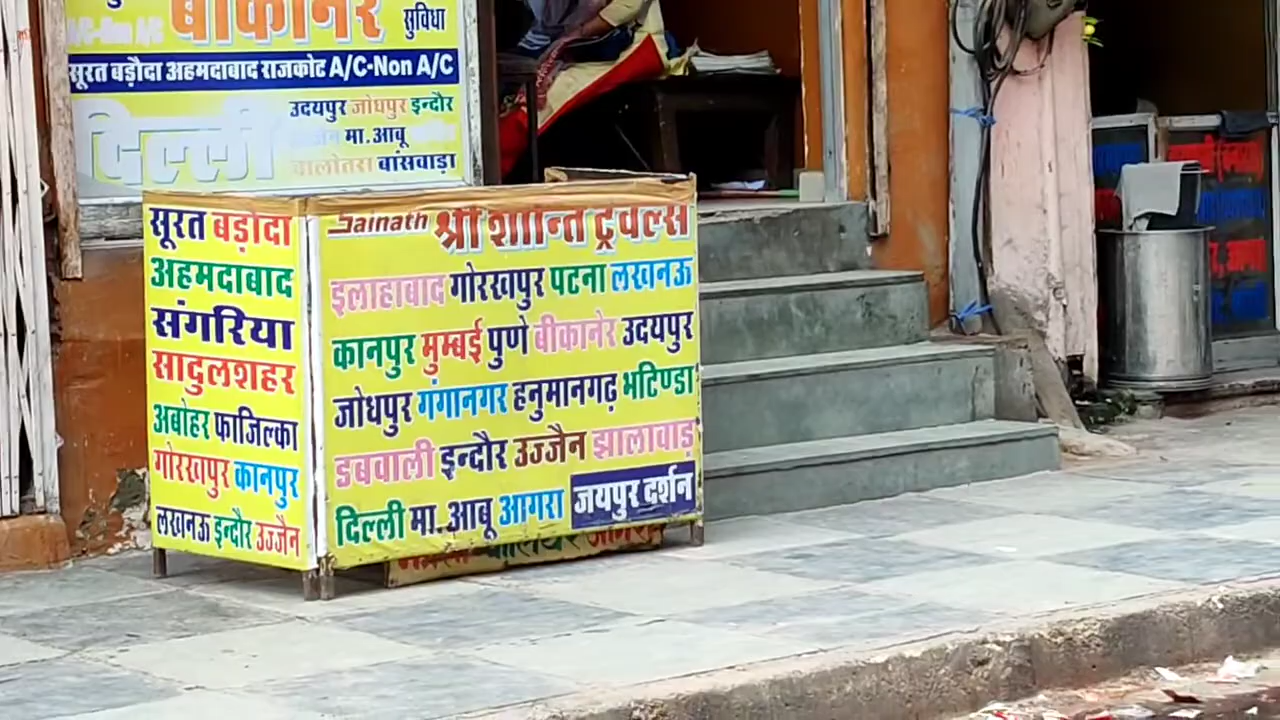 बीकानेर सुविधा
A/C-Non A/C
सूरत बड़ौदा अहमदाबाद राजकोट A/C-Non A/C
दिल्ली
उदयपुर जोधपुर इन्दौर
मा. आबू
बालोतरा बांसवाड़ा
सूरत बड़ोदा
अहमदाबाद
संगरिया
सादुलशहर
अबोहर फाजिल्का
गोरखपुर कानपुर
लखनऊ इन्दौर उज्जैन
Sainath श्री शान्ति ट्रवल्स
इलाहाबाद गोरखपुर पटना लखनऊ
कानपुर मुम्बई पुणे बीकानेर उदयपुर
जोधपुर गंगानगर हनुमानगढ़ भटिण्डा
डबवाली इन्दौर उज्जैन झालावाड़
दिल्ली मा. आबू आगरा जयपुर दर्शन